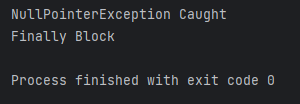 NullPointerException Caught
Finally Block
Process finished with exit code 0